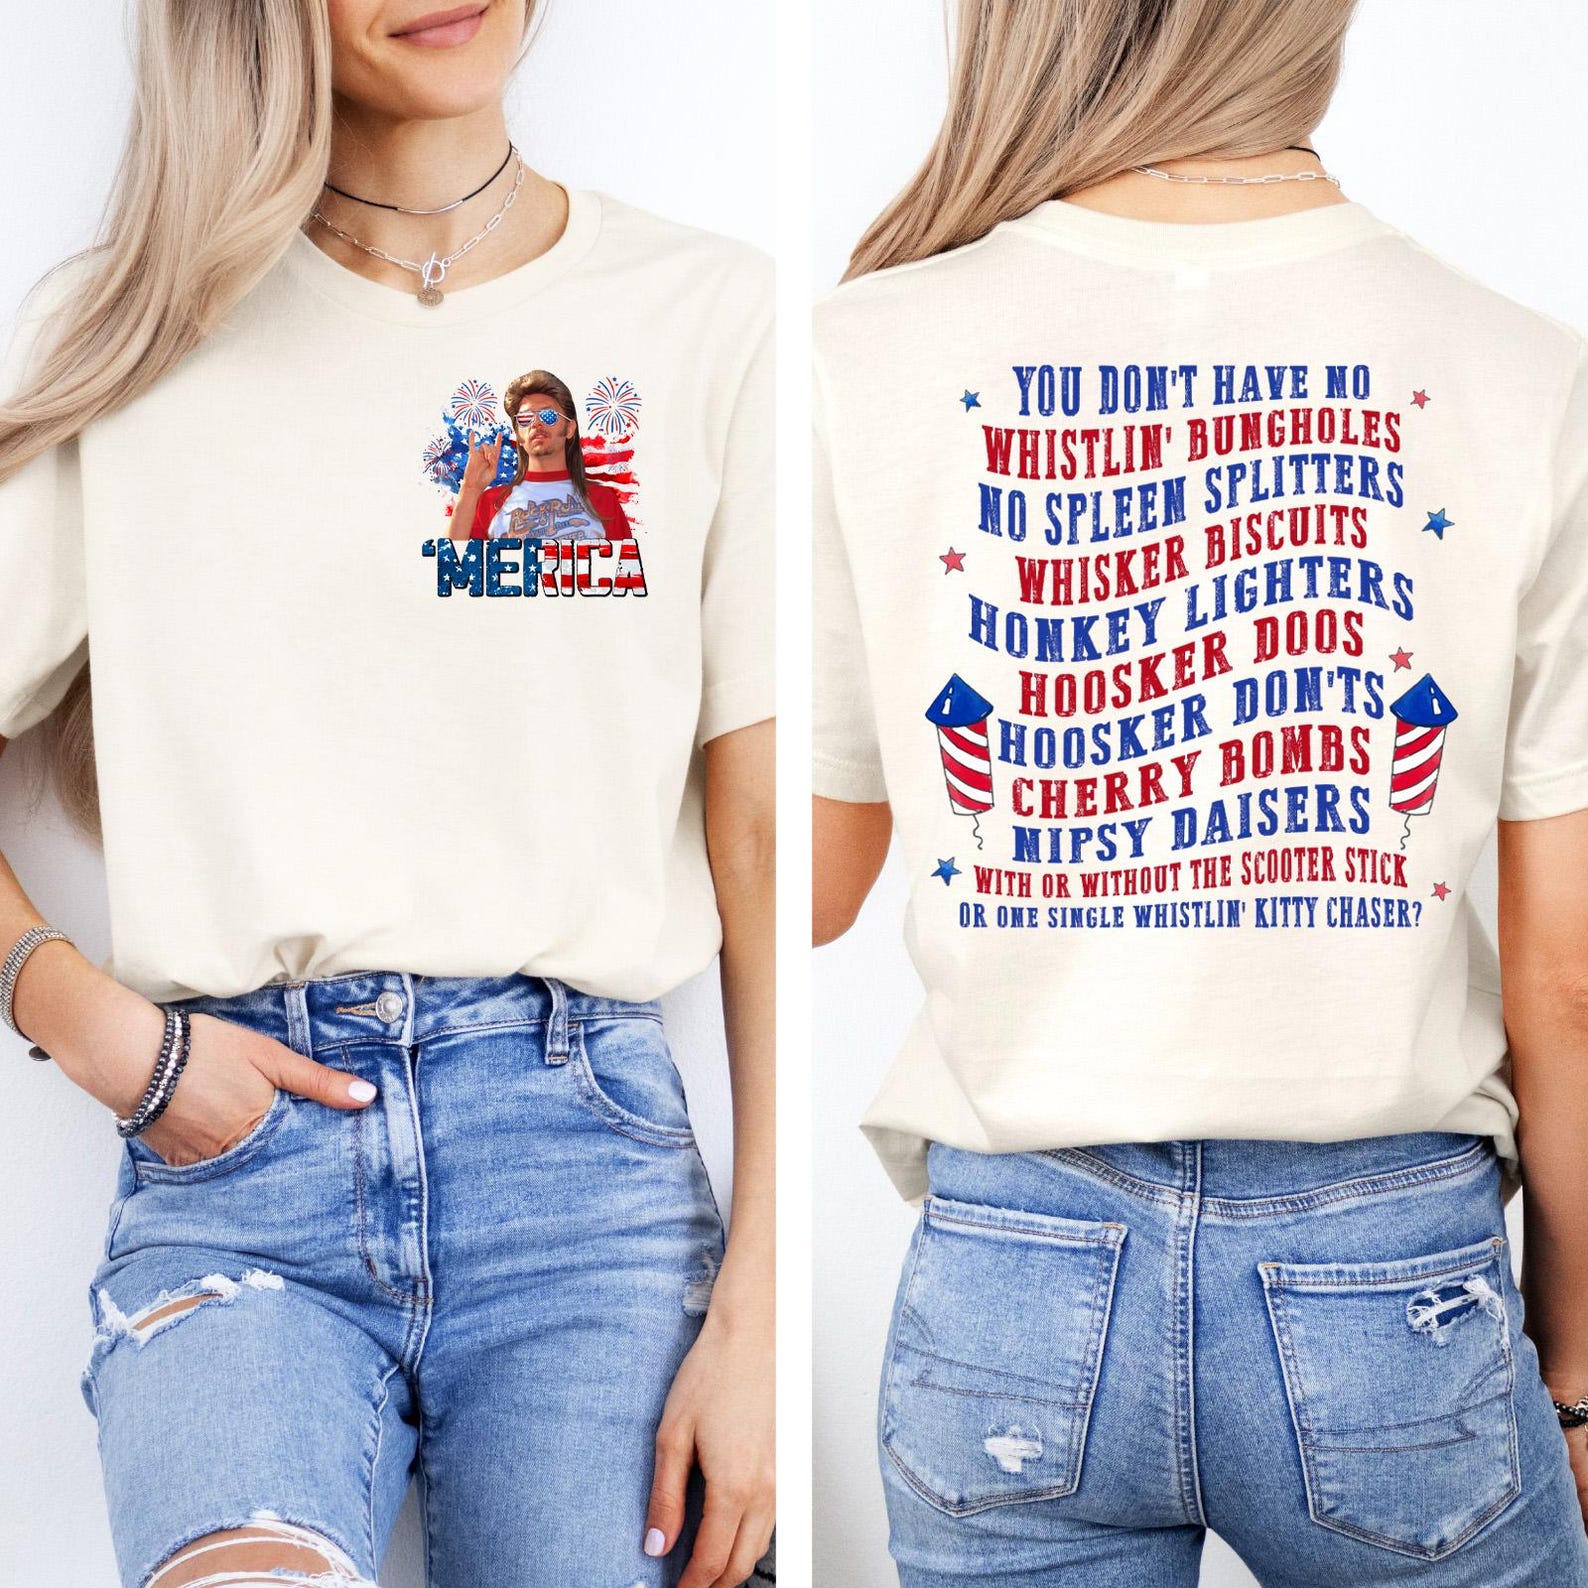 'MERICA
YOU DON'T HAVE NO
WHISTLIN' BUNGHOLES
NO SPLEEN SPLITTERS
WHISKER BISCUITS
HONKEY LIGHTERS
HOOSKER DOOS
HOOSKER DON'TS
CHERRY BOMBS
NIPSY DAISERS
WITH OR WITHOUT THE SCOOTER STICK
OR ONE SINGLE WHISTLIN' KITTY CHASER?